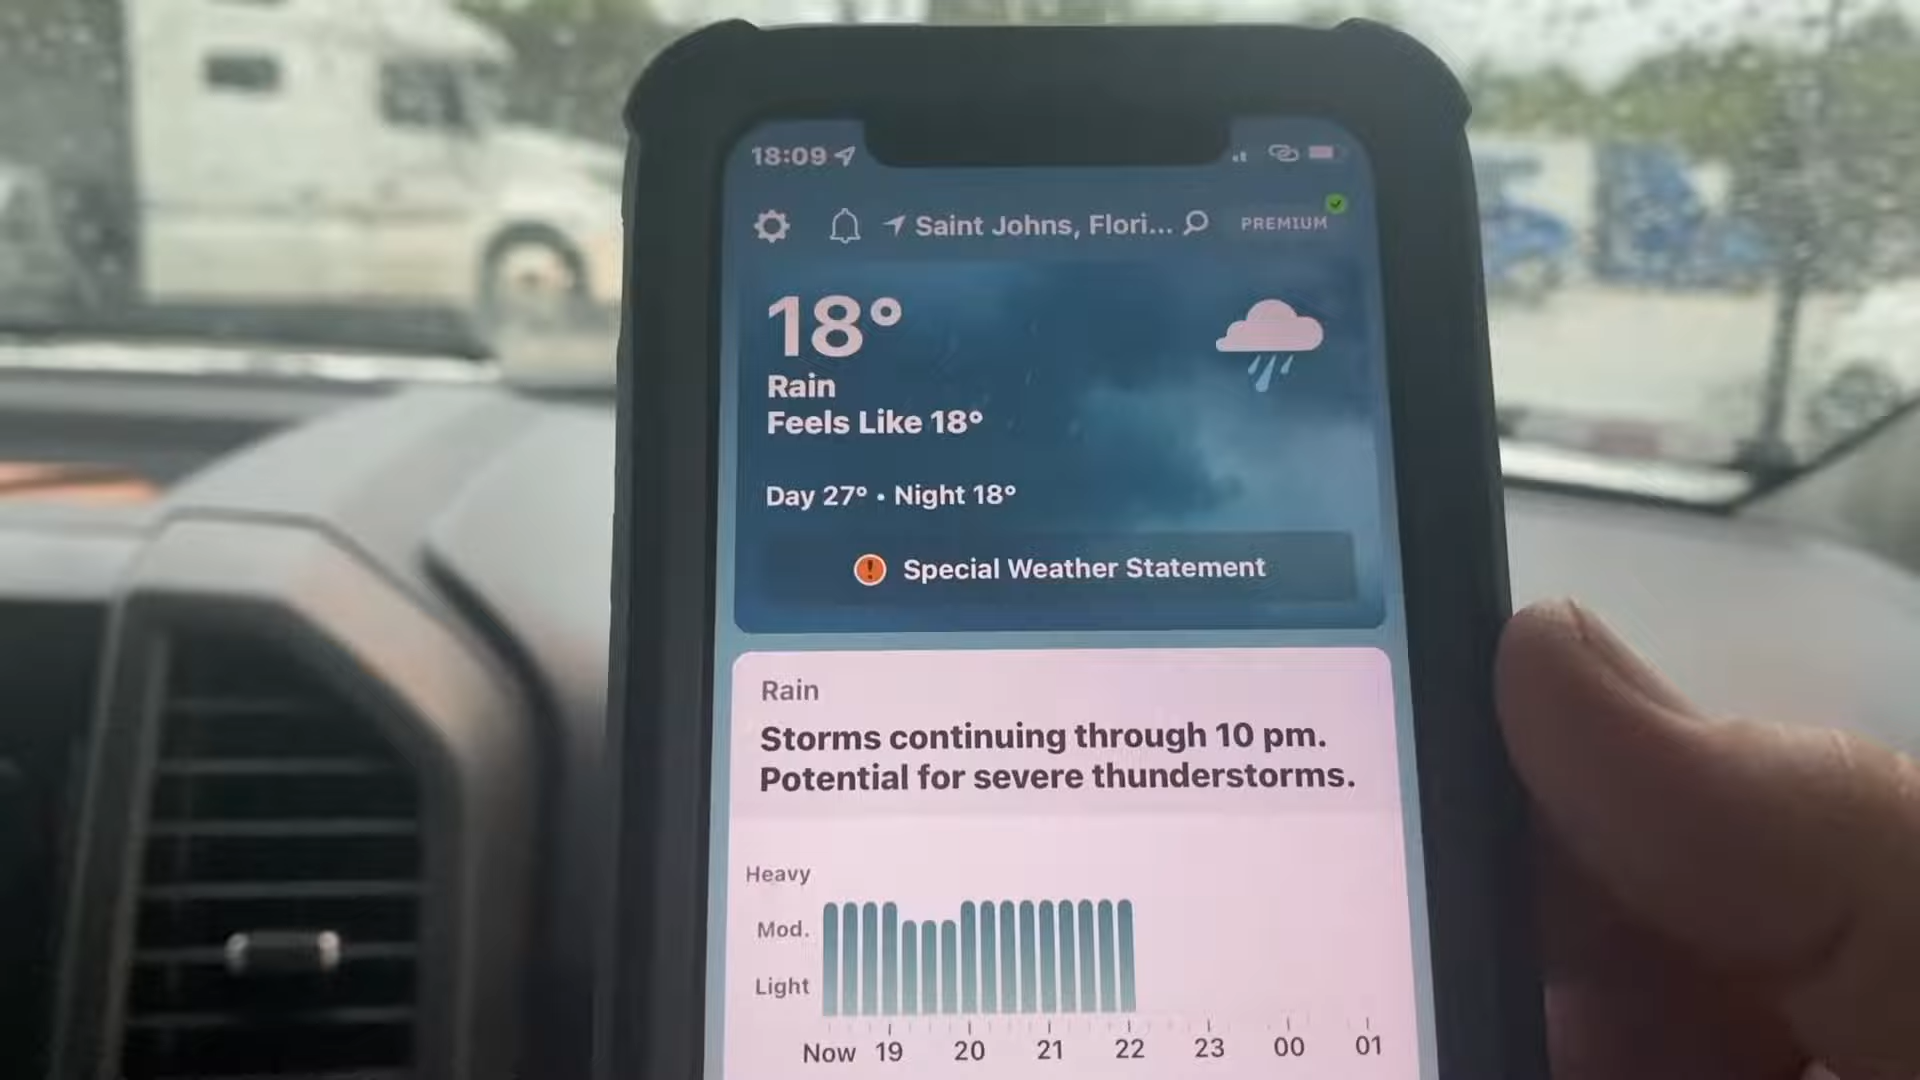 18:09
Saint Johns, Flori...
PREMIUM
18°
Rain
Feels Like 18°
Day 27° • Night 18°
! Special Weather Statement
Rain
Storms continuing through 10 pm.
Potential for severe thunderstorms.
Heavy
Mod.
Light
Now 19 20 21 22 23 00 01